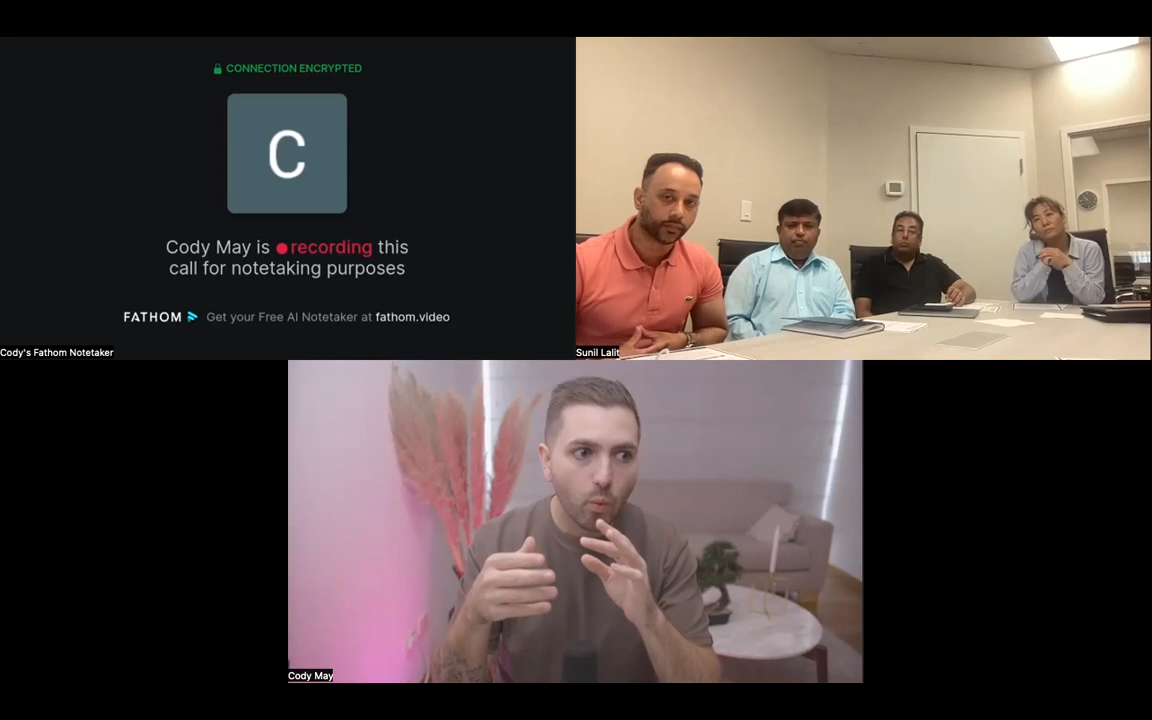 CONNECTION ENCRYPTED
C
Cody May is recording this
call for notetaking purposes
FATHOM Get your Free AI Notetaker at fathom.video
Cody's Fathom Notetaker
Sunil Lalit
Cody May